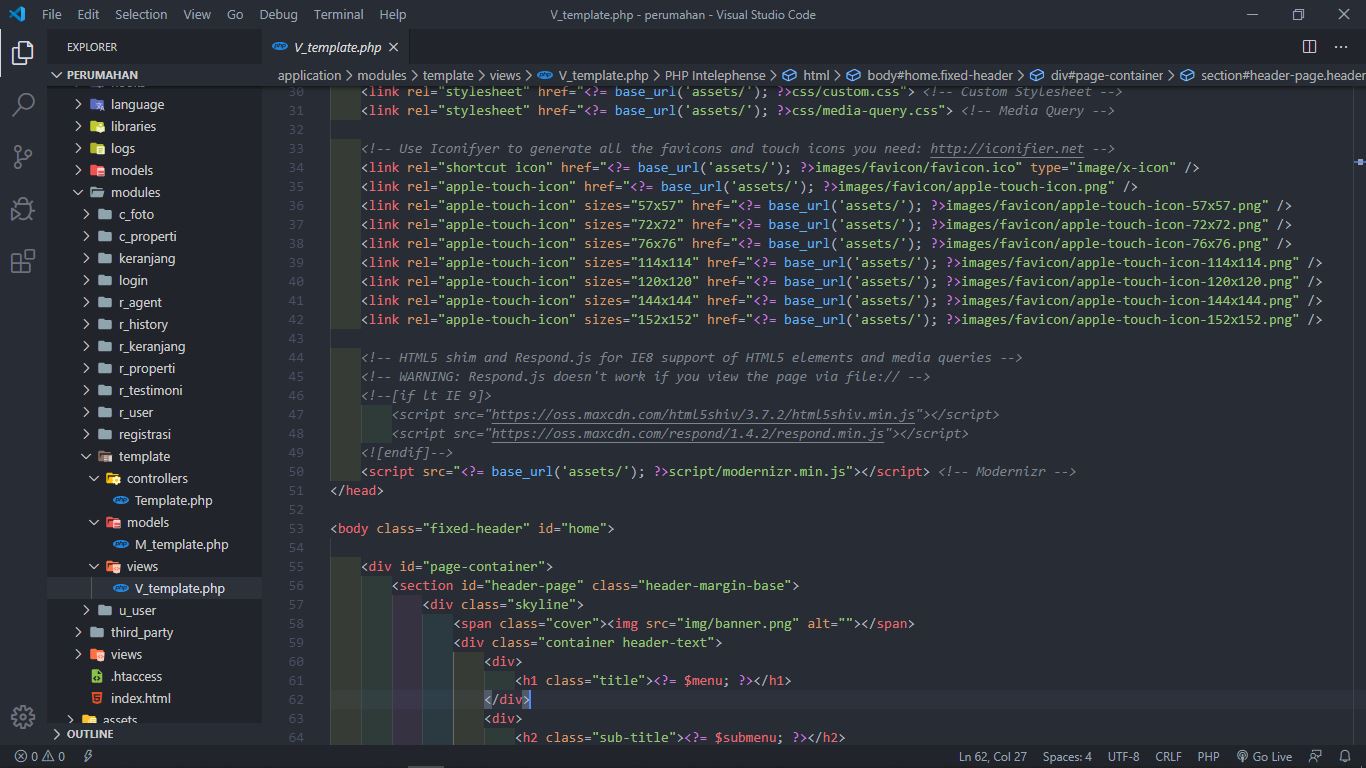 File Edit Selection View Go Debug Terminal Help V_template.php - perumahan - Visual Studio Code
EXPLORER
PERUMAHAN
language
libraries
logs
models
modules
c_foto
c_properti
keranjang
login
r_agent
r_history
r_keranjang
r_properti
r_testimoni
r_user
registrasi
template
controllers
Template.php
models
M_template.php
views
V_template.php
u_user
third_party
views
.htaccess
index.html
assets
OUTLINE
V_template.php
application > modules > template > views > V_template.php > PHP Intelephense > html > body#home.fixed-header > div#page-container > section#header-page.header
30 <link rel="stylesheet" href="<?= base_url('assets/'); ?>css/custom.css"> <!-- Custom Stylesheet -->
31 <link rel="stylesheet" href="<?= base_url('assets/'); ?>css/media-query.css"> <!-- Media Query -->
32
33 <!-- Use Iconifyer to generate all the favicons and touch icons you need: http://iconifier.net -->
34 <link rel="shortcut icon" href="<?= base_url('assets/'); ?>images/favicon/favicon.ico" type="image/x-icon" />
35 <link rel="apple-touch-icon" href="<?= base_url('assets/'); ?>images/favicon/apple-touch-icon.png" />
36 <link rel="apple-touch-icon" sizes="57x57" href="<?= base_url('assets/'); ?>images/favicon/apple-touch-icon-57x57.png" />
37 <link rel="apple-touch-icon" sizes="72x72" href="<?= base_url('assets/'); ?>images/favicon/apple-touch-icon-72x72.png" />
38 <link rel="apple-touch-icon" sizes="76x76" href="<?= base_url('assets/'); ?>images/favicon/apple-touch-icon-76x76.png" />
39 <link rel="apple-touch-icon" sizes="114x114" href="<?= base_url('assets/'); ?>images/favicon/apple-touch-icon-114x114.png" />
40 <link rel="apple-touch-icon" sizes="120x120" href="<?= base_url('assets/'); ?>images/favicon/apple-touch-icon-120x120.png" />
41 <link rel="apple-touch-icon" sizes="144x144" href="<?= base_url('assets/'); ?>images/favicon/apple-touch-icon-144x144.png" />
42 <link rel="apple-touch-icon" sizes="152x152" href="<?= base_url('assets/'); ?>images/favicon/apple-touch-icon-152x152.png" />
43
44 <!-- HTML5 shim and Respond.js for IE8 support of HTML5 elements and media queries -->
45 <!-- WARNING: Respond.js doesn't work if you view the page via file:// -->
46 <!--[if lt IE 9]>
47 <script src="https://oss.maxcdn.com/html5shiv/3.7.2/html5shiv.min.js"></script>
48 <script src="https://oss.maxcdn.com/respond/1.4.2/respond.min.js"></script>
49 <![endif]-->
50 <script src="<?= base_url('assets/'); ?>script/modernizr.min.js"></script> <!-- Modernizr -->
51 </head>
52
53 <body class="fixed-header" id="home">
54
55 <div id="page-container">
56 <section id="header-page" class="header-margin-base">
57 <div class="skyline">
58 <span class="cover"><img src="img/banner.png" alt=""></span>
59 <div class="container header-text">
60 <div>
61 <h1 class="title"><?= $menu; ?></h1>
62 </div>
63 <div>
64 <h2 class="sub-title"><?= $submenu; ?></h2>
0 0 Ln 62, Col 27 Spaces: 4 UTF-8 CRLF PHP Go Live